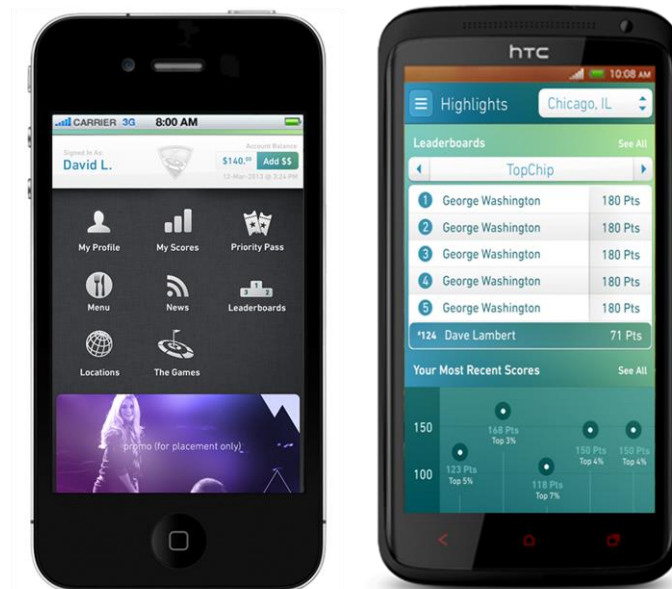 CARRIER 3G 8:00 AM
Signed In As
David L.
Account Balance
$140.00 Add $$
12-Mar-2013 @ 3:24 PM
My Profile
My Scores
Priority Pass
Menu
News
3 1 2
Leaderboards
Locations
The Games
promo (for placement only)
hTC
10:08 AM
Highlights
Chicago, IL
Leaderboards See All
TopChip
1 George Washington 180 Pts
2 George Washington 180 Pts
3 George Washington 180 Pts
4 George Washington 180 Pts
5 George Washington 180 Pts
*124 Dave Lambert 71 Pts
Your Most Recent Scores See All
150
100
123 Pts
Top 5%
168 Pts
Top 3%
118 Pts
Top 7%
150 Pts
Top 4%
150 Pts
Top 4%